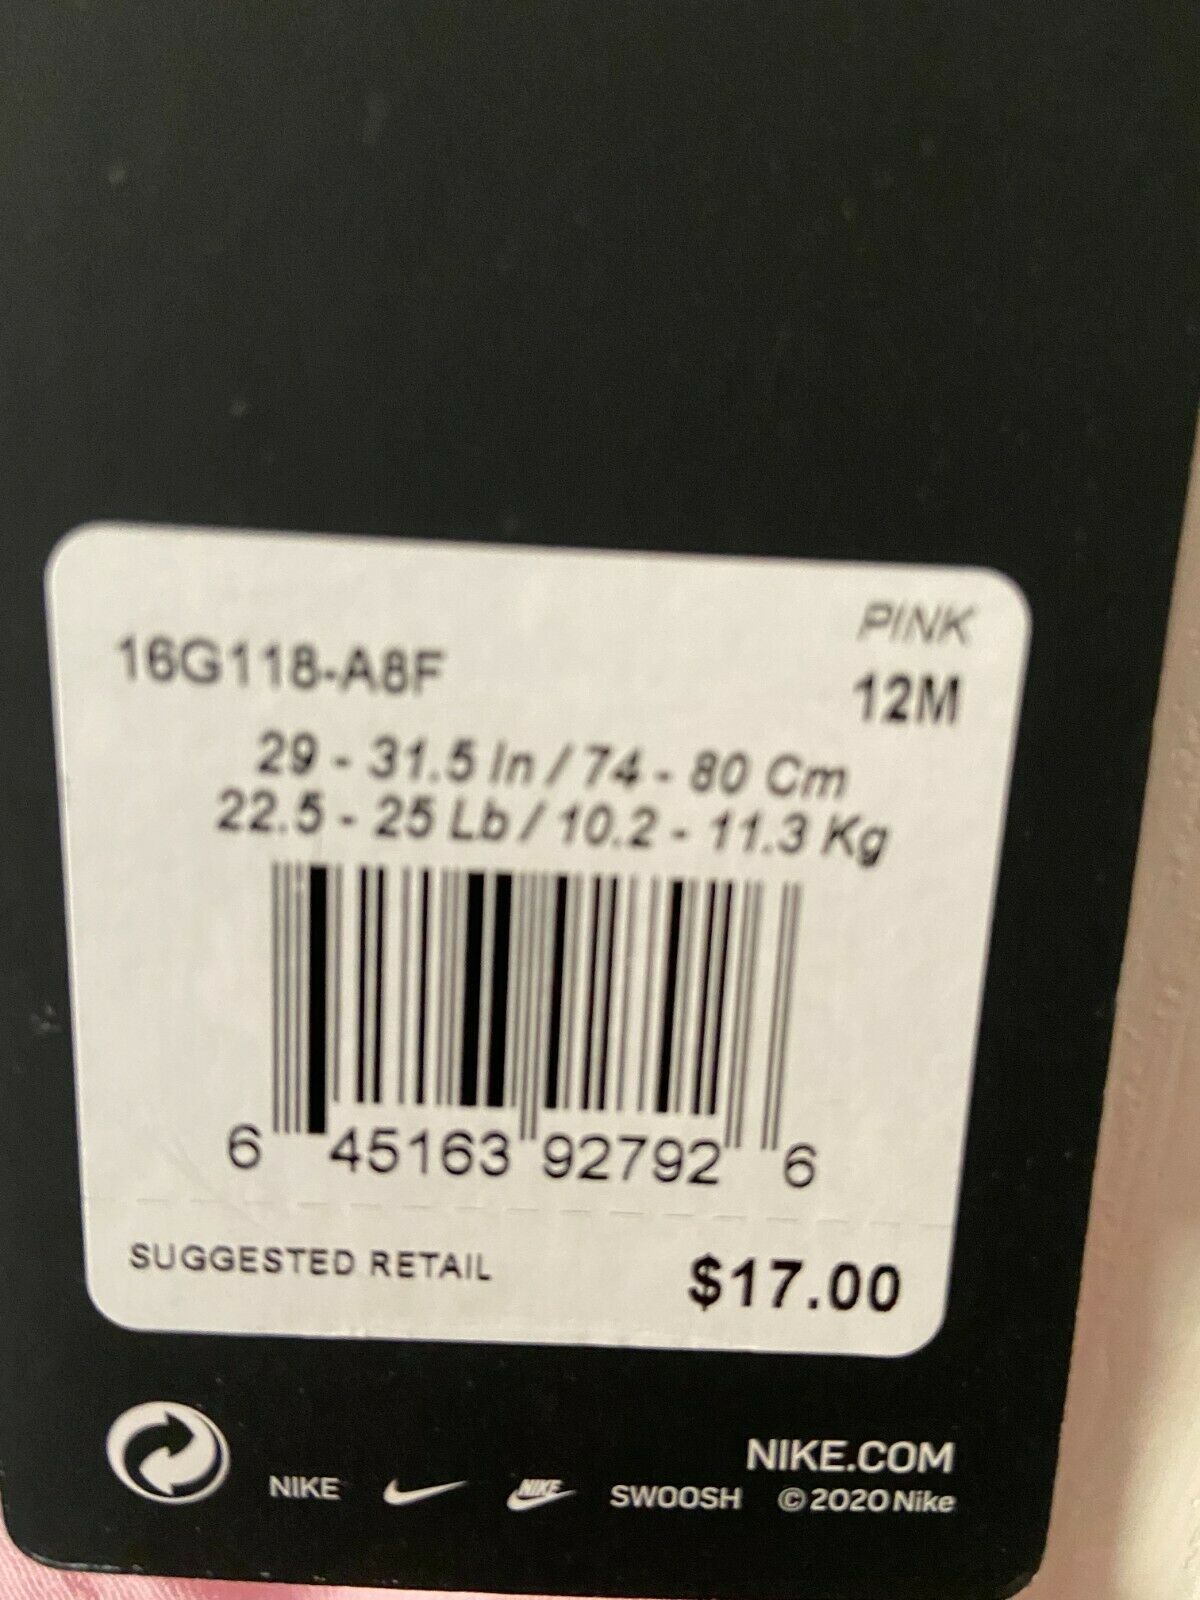 PINK
16G118-A8F
12M
29 - 31.5 In / 74 - 80 Cm
22.5 - 25 Lb / 10.2 - 11.3 Kg
6 45163 92792 6
SUGGESTED RETAIL $17.00
NIKE.COM
NIKE NIKE SWOOSH © 2020 Nike